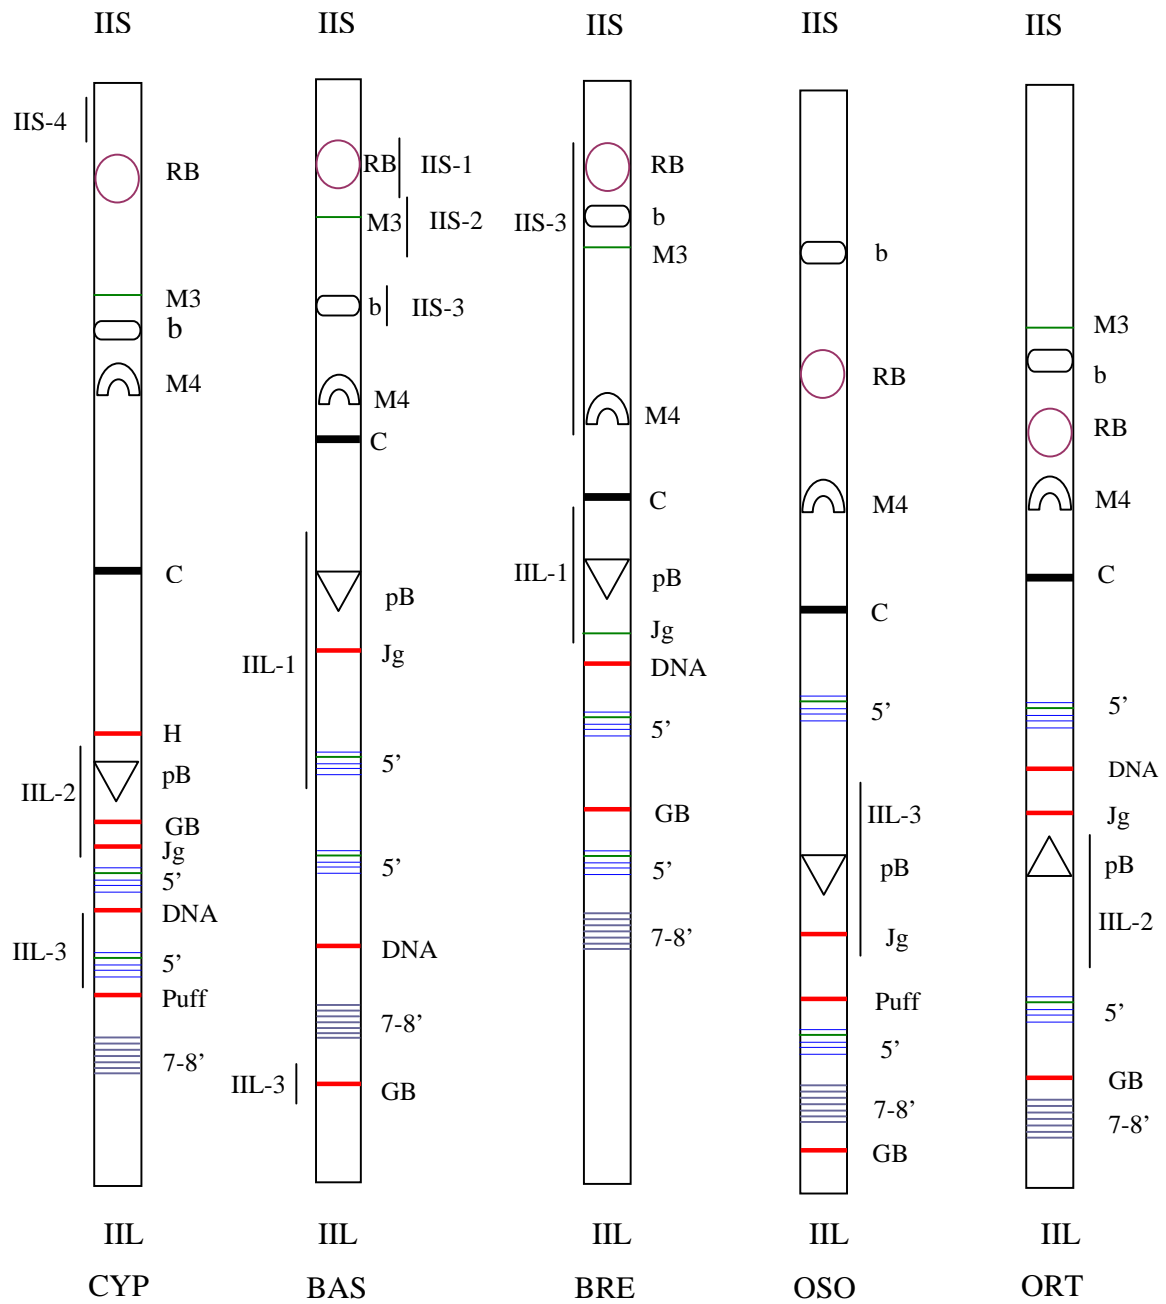 IIS
IIS-4
RB
M3
b
M4
C
H
pB
IIL-2
GB
Jg
5’
DNA
IIL-3
5’
Puff
7-8’
IIL
CYP
IIS
RB
IIS-1
M3
IIS-2
b
IIS-3
M4
C
pB
IIL-1
Jg
5’
5’
DNA
7-8’
IIL-3
GB
IIL
BAS
IIS
RB
IIS-3
b
M3
M4
C
IIL-1
pB
Jg
DNA
5’
GB
5’
7-8’
IIL
BRE
IIS
b
RB
M4
C
5’
IIL-3
pB
Jg
Puff
5’
7-8’
GB
IIL
OSO
IIS
M3
b
RB
M4
C
5’
DNA
Jg
pB
IIL-2
5’
GB
7-8’
IIL
ORT